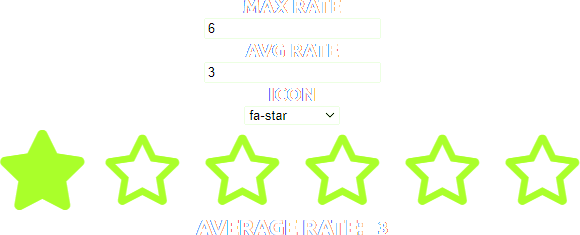 MAX RATE
6
AVG RATE
3
ICON
fa-star
AVERAGE RATE: 3